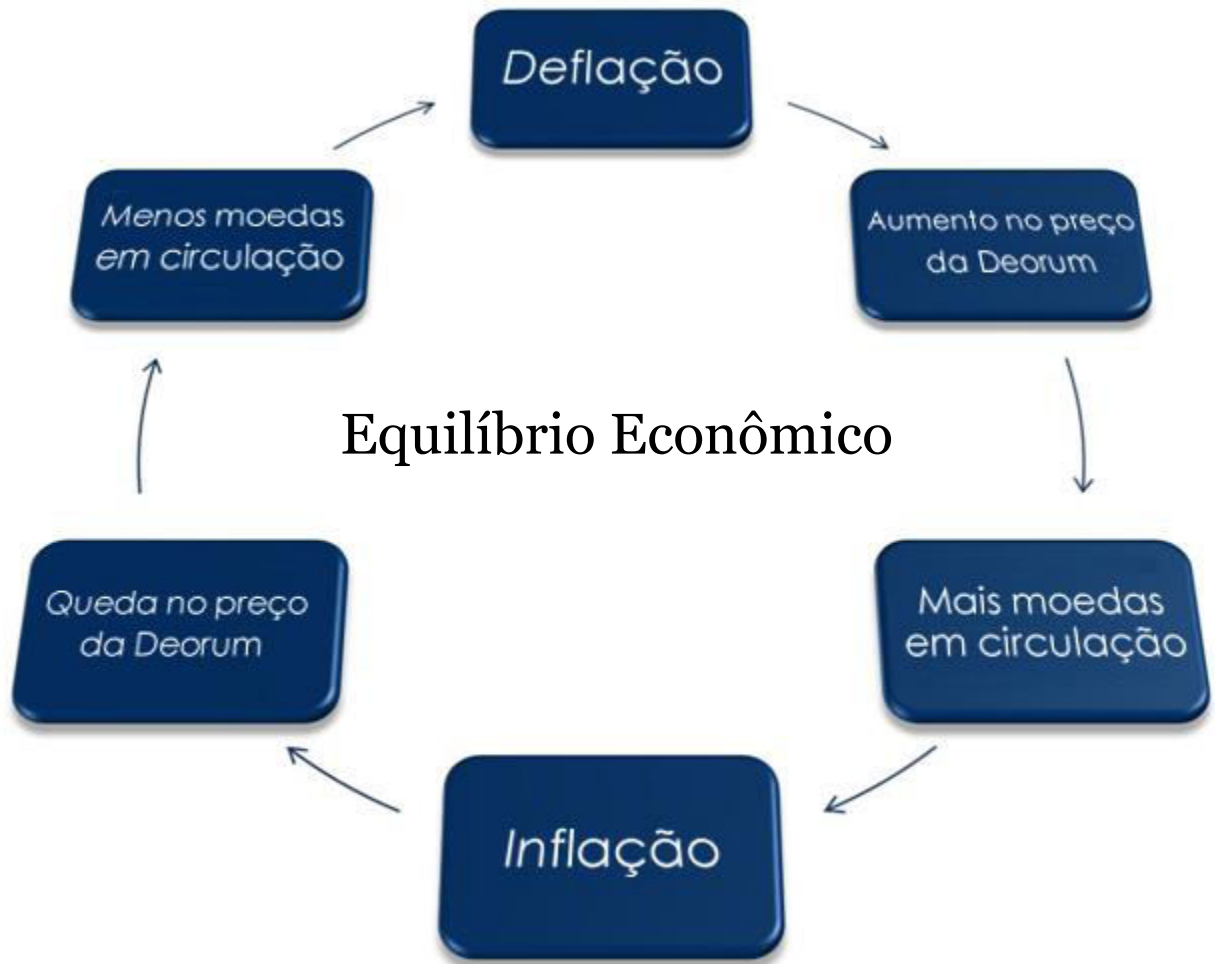 Deflação
Menos moedas
em circulação
Aumento no preço
da Deorum
Equilíbrio Econômico
Queda no preço
da Deorum
Mais moedas
em circulação
Inflação